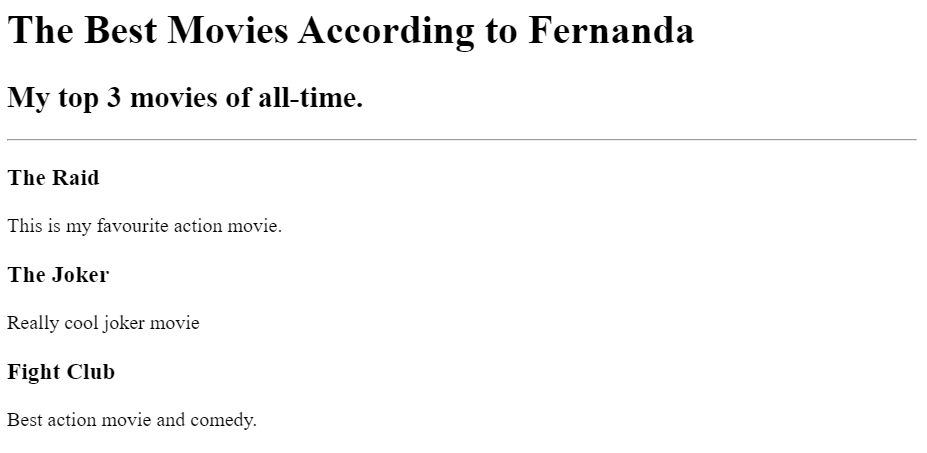 The Best Movies According to Fernanda
My top 3 movies of all-time.
The Raid
This is my favourite action movie.
The Joker
Really cool joker movie
Fight Club
Best action movie and comedy.